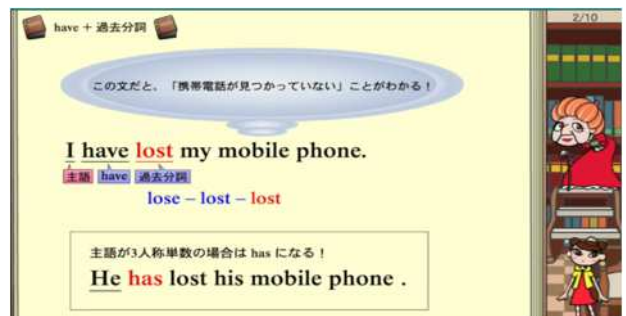 have + 過去分詞
2/10
この文だと、「携帯電話が見つかっていない」ことがわかる！
I have lost my mobile phone.
主語 have 過去分詞
lose – lost – lost
主語が3人称単数の場合は has になる！
He has lost his mobile phone .